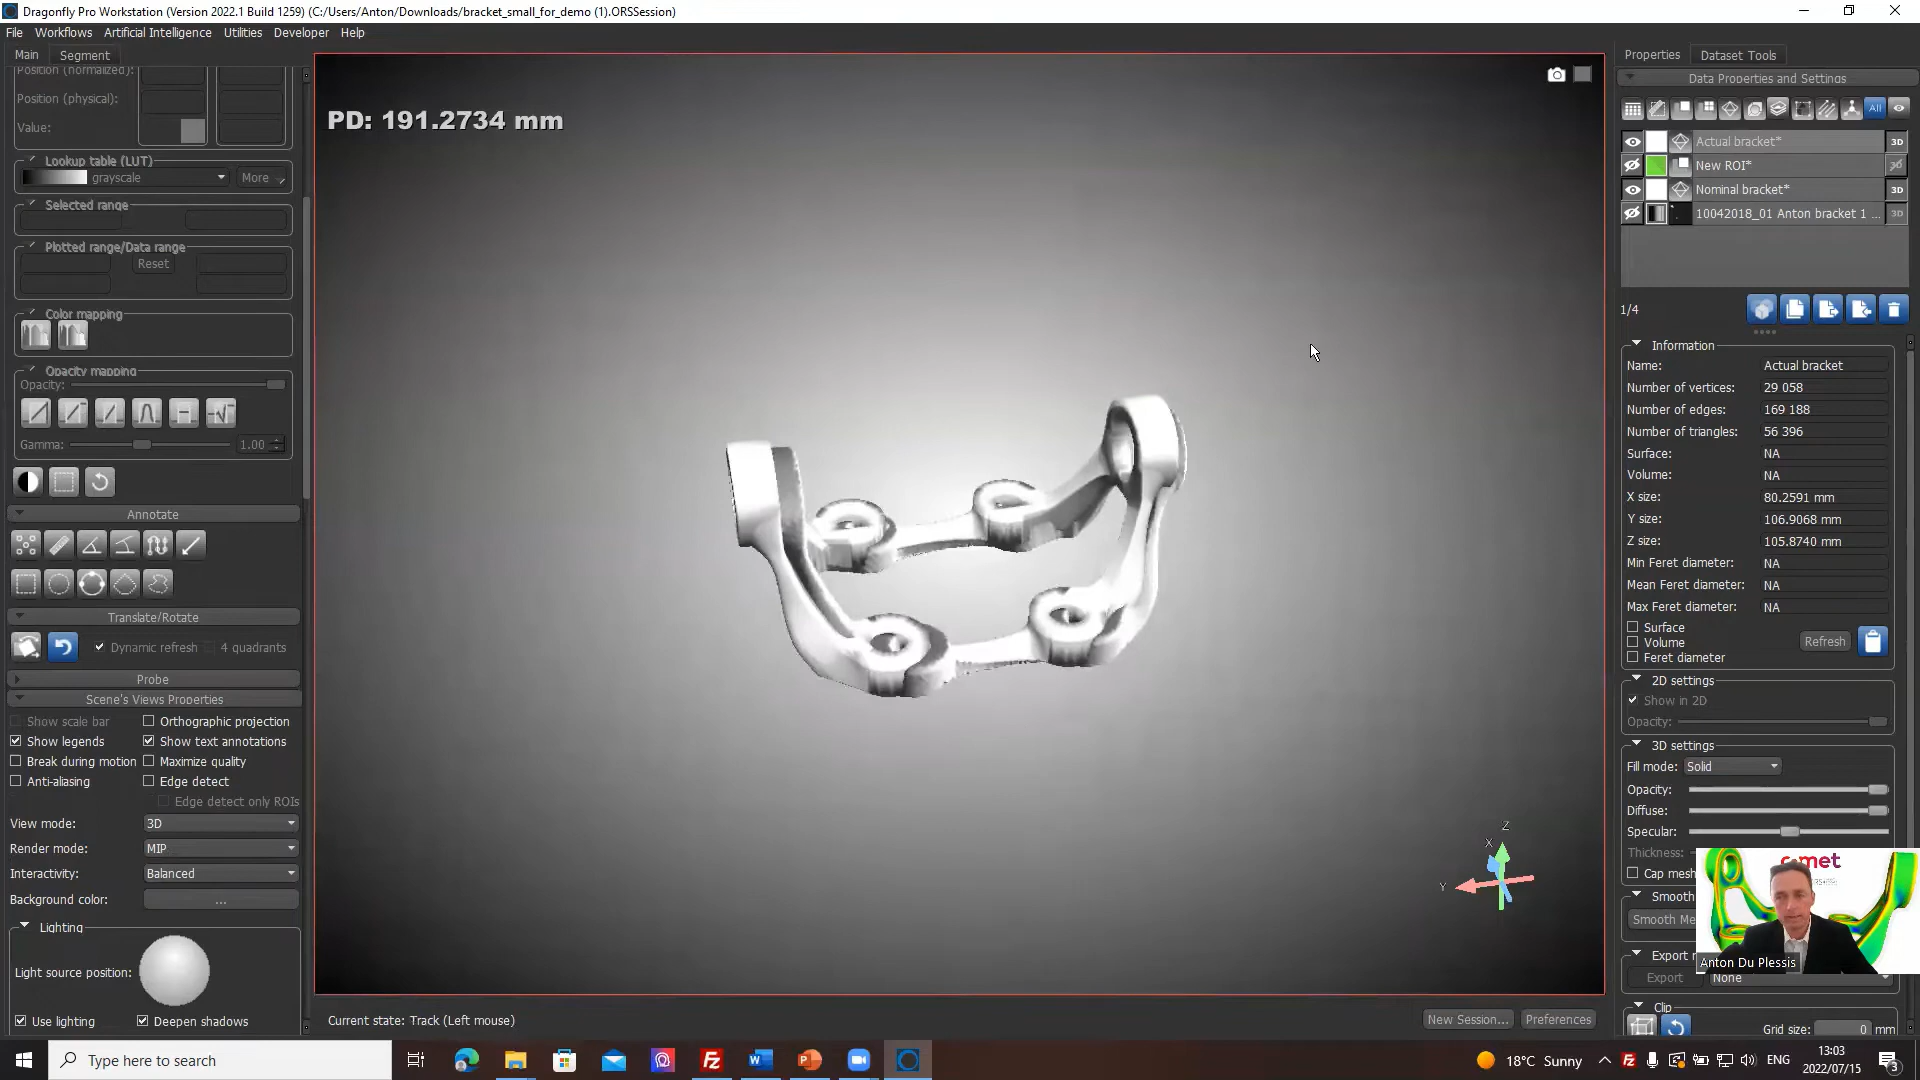 Dragonfly Pro Workstation (Version 2022.1 Build 1259) (C:/Users/Anton/Downloads/bracket_small_for_demo (1).ORSSession)
File Workflows Artificial Intelligence Utilities Developer Help
Main Segment
Position (normalized):
Position (physical):
Value:
Lookup table (LUT)
grayscale More
Selected range
Plotted range/Data range
Reset
Color mapping
Opacity mapping
Opacity:
Gamma: 1.00
Annotate
Translate/Rotate
Dynamic refresh 4 quadrants
Probe
Scene's Views Properties
Show scale bar Orthographic projection
Show legends Show text annotations
Break during motion Maximize quality
Anti-aliasing Edge detect
Edge detect only ROIs
View mode: 3D
Render mode: MIP
Interactivity: Balanced
Background color: ...
Lighting
Light source position:
Use lighting Deepen shadows
PD: 191.2734 mm
Z
X
Y
Current state: Track (Left mouse)
New Session... Preferences
Properties Dataset Tools
Data Properties and Settings
All
Actual bracket* 3D
New ROI*
Nominal bracket* 3D
10042018_01 Anton bracket 1 ... 3D
1/4
Information
Name: Actual bracket
Number of vertices: 29 058
Number of edges: 169 188
Number of triangles: 56 396
Surface: NA
Volume: NA
X size: 80.2591 mm
Y size: 106.9068 mm
Z size: 105.8740 mm
Min Feret diameter: NA
Mean Feret diameter: NA
Max Feret diameter: NA
Surface
Volume Refresh
Feret diameter
2D settings
Show in 2D
Opacity:
3D settings
Fill mode: Solid
Opacity:
Diffuse:
Specular:
Thickness:
Cap mesh
Smooth
Smooth Me
Export
Export None
Clip
Grid size: 0 mm
Anton Du Plessis
Type here to search
18°C Sunny
ENG
13:03
2022/07/15
3